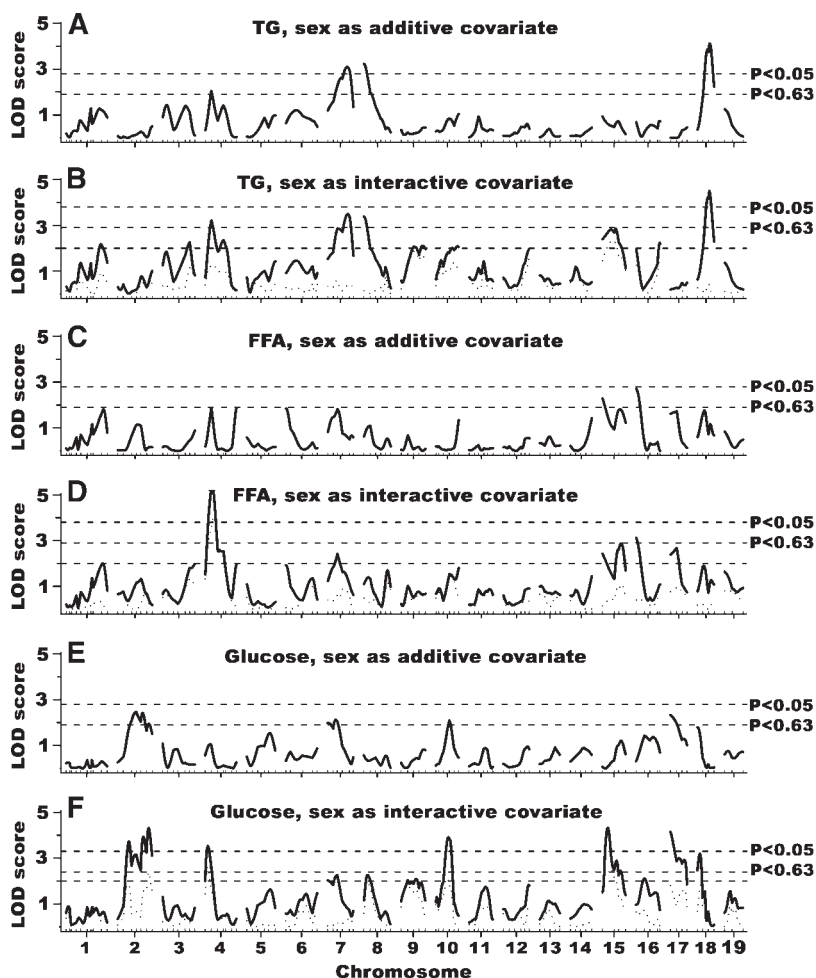 A
TG, sex as additive covariate
LOD score
5
3
1
P<0.05
P<0.63
B
TG, sex as interactive covariate
LOD score
5
3
1
P<0.05
P<0.63
C
FFA, sex as additive covariate
LOD score
5
3
1
P<0.05
P<0.63
D
FFA, sex as interactive covariate
LOD score
5
3
1
P<0.05
P<0.63
E
Glucose, sex as additive covariate
LOD score
5
3
1
P<0.05
P<0.63
F
Glucose, sex as interactive covariate
LOD score
5
3
1
P<0.05
P<0.63
1 2 3 4 5 6 7 8 9 10 11 12 13 14 15 16 17 18 19
Chromosome